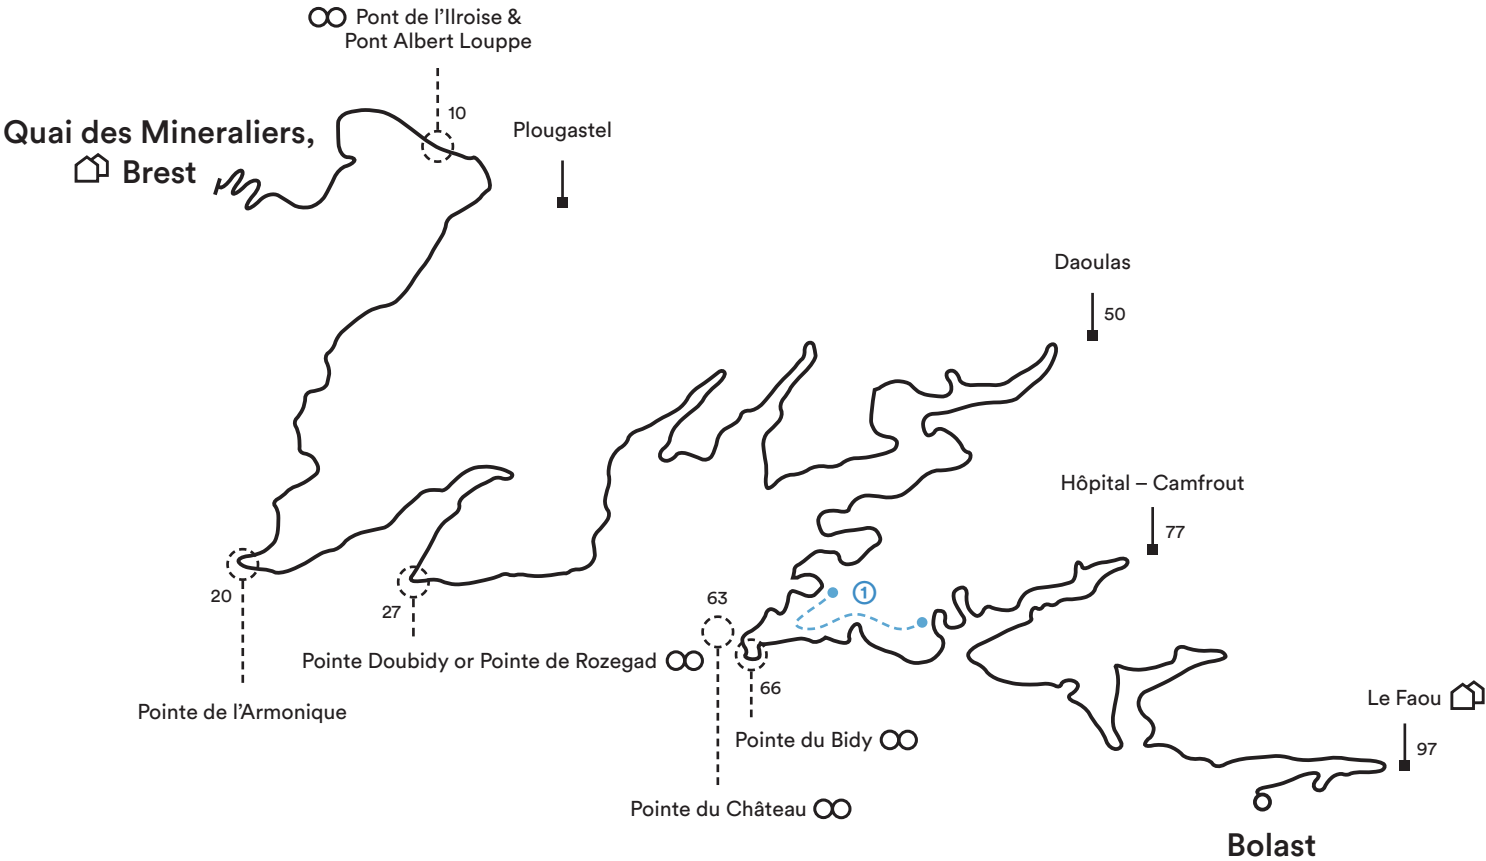 Pont de l’Ilroise &
Pont Albert Louppe
10
Quai des Mineraliers,
Brest
Plougastel
Daoulas
50
Hôpital – Camfrout
77
1
20
27
63
Pointe Doubidy or Pointe de Rozegad
66
Pointe de l’Armonique
Le Faou
97
Pointe du Bidy
Pointe du Château
Bolast